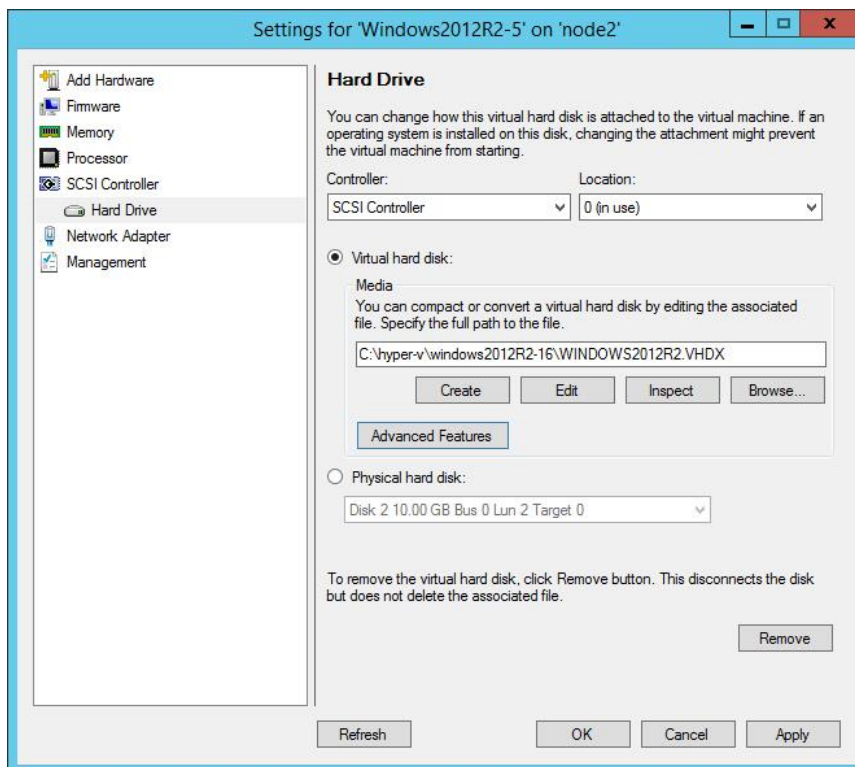 Settings for 'Windows2012R2-5' on 'node2'
Add Hardware
Firmware
Memory
Processor
SCSI Controller
Hard Drive
Network Adapter
Management
Hard Drive
You can change how this virtual hard disk is attached to the virtual machine. If an
operating system is installed on this disk, changing the attachment might prevent
the virtual machine from starting.
Controller:
Location:
SCSI Controller
0 (in use)
Virtual hard disk:
Media
You can compact or convert a virtual hard disk by editing the associated
file. Specify the full path to the file.
C:\hyper-v\windows2012R2-16\WINDOWS2012R2.VHDX
Create
Edit
Inspect
Browse...
Advanced Features
Physical hard disk:
Disk 2 10.00 GB Bus 0 Lun 2 Target 0
To remove the virtual hard disk, click Remove button. This disconnects the disk
but does not delete the associated file.
Remove
Refresh
OK
Cancel
Apply